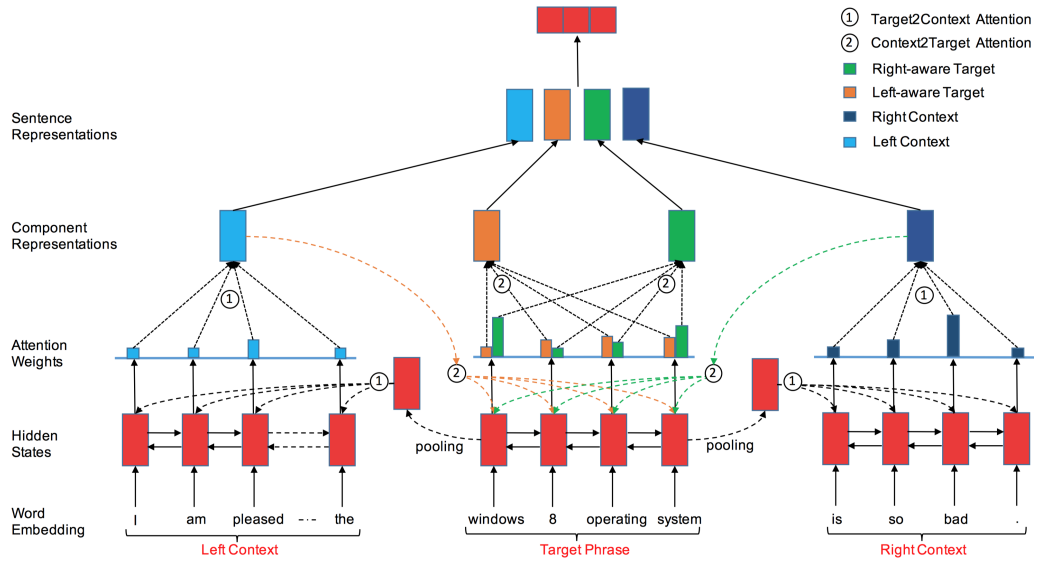 1 Target2Context Attention
2 Context2Target Attention
Right-aware Target
Left-aware Target
Right Context
Left Context
Sentence
Representations
Component
Representations
1
2
2
1
Attention
Weights
1
2
2
1
Hidden
States
pooling
pooling
Word
Embedding
I am pleased the windows 8 operating system is so bad .
Left Context
Target Phrase
Right Context